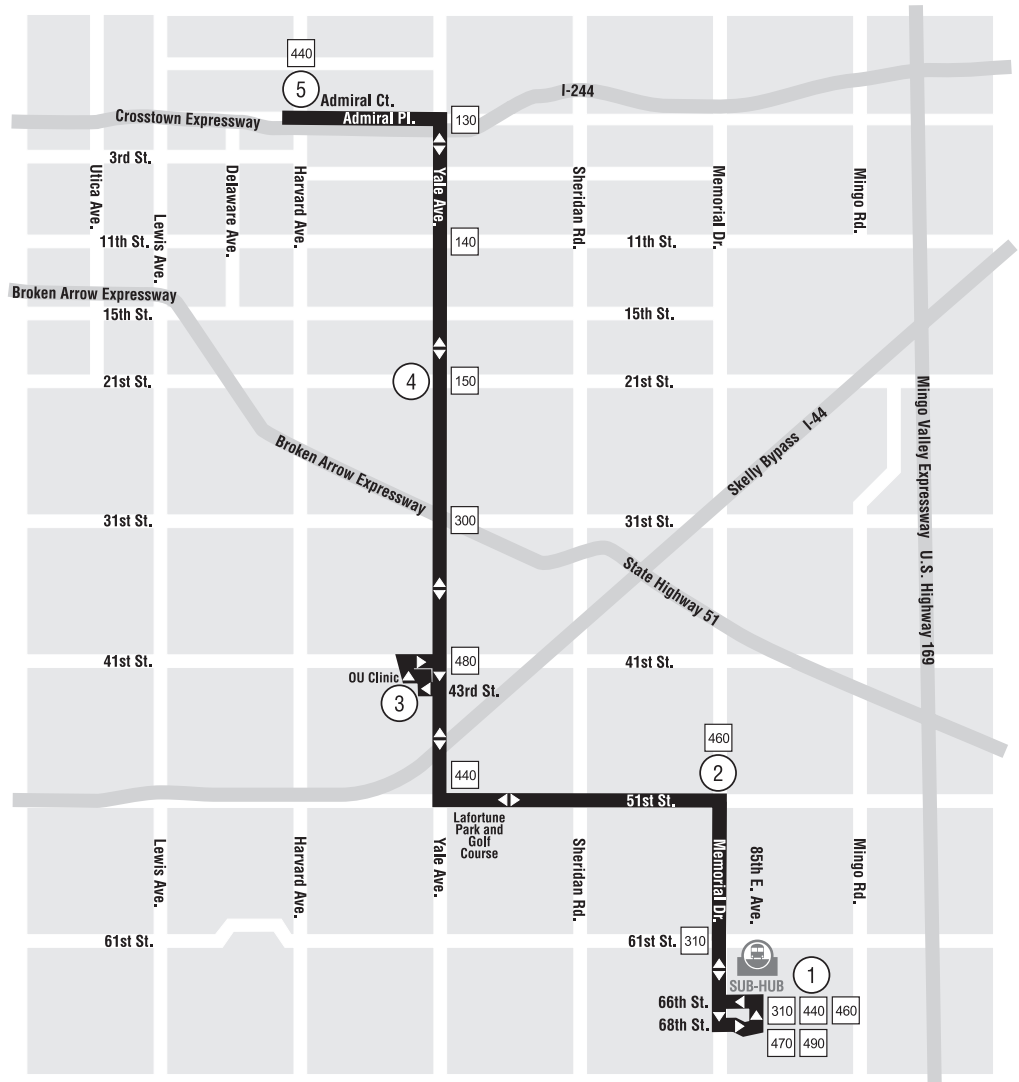 440
5
Admiral Ct.
I-244
Crosstown Expressway
Admiral Pl.
130
3rd St.
Utica Ave.
Lewis Ave.
Delaware Ave.
Harvard Ave.
Yale Ave.
Sheridan Rd.
Memorial Dr.
Mingo Rd.
11th St.
140
11th St.
Broken Arrow Expressway
15th St.
15th St.
21st St.
4
150
21st St.
Mingo Valley Expressway U.S. Highway 169
Skelly Bypass I-44
Broken Arrow Expressway
31st St.
300
31st St.
State Highway 51
41st St.
480
41st St.
OU Clinic
43rd St.
3
460
2
440
51st St.
Lafortune
Park and
Golf
Course
Lewis Ave.
Harvard Ave.
Yale Ave.
Sheridan Rd.
Memorial Dr.
85th E. Ave.
Mingo Rd.
61st St.
61st St.
310
1
SUB-HUB
66th St.
310
440
460
68th St.
470
490